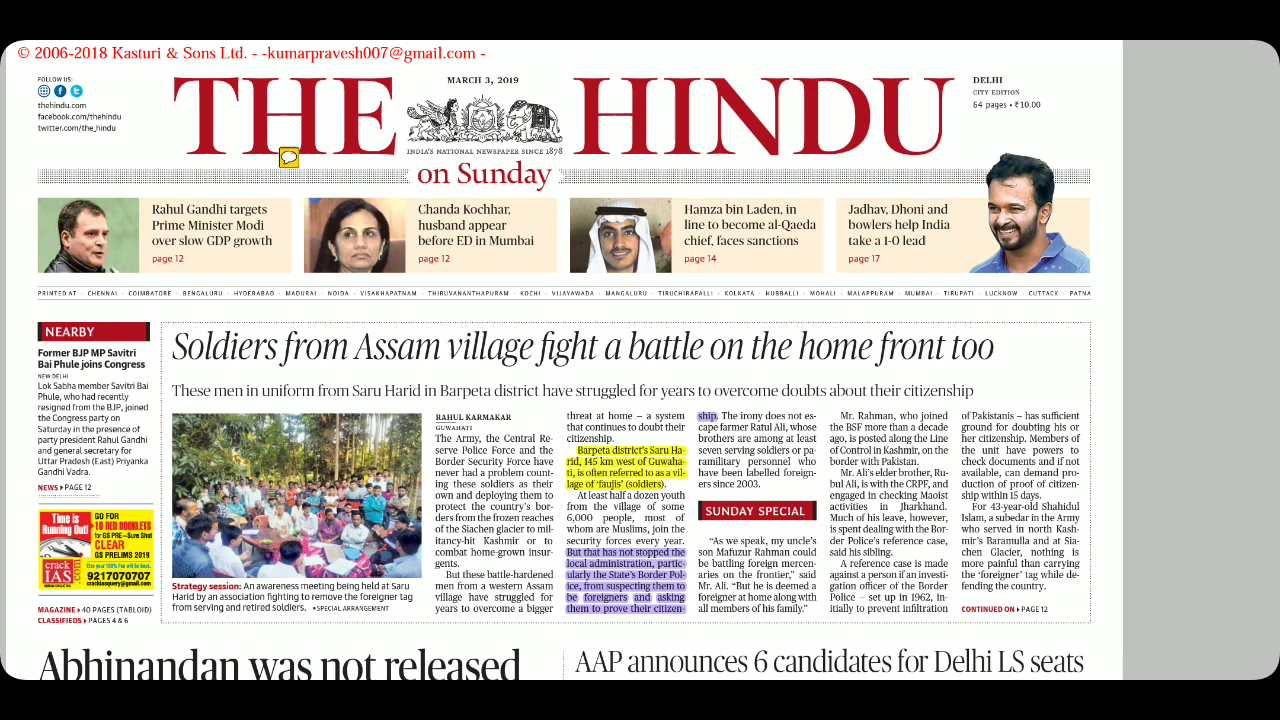 © 2006-2018 Kasturi & Sons Ltd. - -kumarpravesh007@gmail.com -
FOLLOW US:
thehindu.com
facebook.com/thehindu
twitter.com/the_hindu
THE HINDU
MARCH 3, 2019
INDIA'S NATIONAL NEWSPAPER SINCE 1878
on Sunday
DELHI
CITY EDITION
64 pages • ₹10.00
Rahul Gandhi targets
Prime Minister Modi
over slow GDP growth
page 12
Chanda Kochhar,
husband appear
before ED in Mumbai
page 12
Hamza bin Laden, in
line to become al-Qaeda
chief, faces sanctions
page 14
Jadhav, Dhoni and
bowlers help India
take a 1-0 lead
page 17
PRINTED AT · CHENNAI · COIMBATORE · BENGALURU · HYDERABAD · MADURAI · NOIDA · VISAKHAPATNAM · THIRUVANANTHAPURAM · KOCHI · VIJAYAWADA · MANGALURU · TIRUCHIRAPALLI · KOLKATA · HUBBALLI · MOHALI · MALAPPURAM · MUMBAI · TIRUPATI · LUCKNOW · CUTTACK · PATNA
NEARBY
Former BJP MP Savitri
Bai Phule joins Congress
NEW DELHI
Lok Sabha member Savitri Bai
Phule, who had recently
resigned from the BJP, joined
the Congress party on
Saturday in the presence of
party president Rahul Gandhi
and general secretary for
Uttar Pradesh (East) Priyanka
Gandhi Vadra.
NEWS PAGE 12
Time is
Running Out!
GO FOR
10 RED BOOKLETS
for GS PRE–Sure Shot
CLEAR
GS PRELIMS 2019
Else your 100% Fee will be back.
crack
IAS
.com
9217071707
crackiasquery@gmail.com
MAGAZINE 40 PAGES (TABLOID)
CLASSIFIEDS PAGES 4 & 6
Soldiers from Assam village fight a battle on the home front too
These men in uniform from Saru Harid in Barpeta district have struggled for years to overcome doubts about their citizenship
Strategy session: An awareness meeting being held at Saru
Harid by an association fighting to remove the foreigner tag
from serving and retired soldiers. •SPECIAL ARRANGEMENT
RAHUL KARMAKAR
GUWAHATI
The Army, the Central Re-
serve Police Force and the
Border Security Force have
never had a problem count-
ing these soldiers as their
own and deploying them to
protect the country's bor-
ders from the frozen reaches
of the Siachen glacier to mil-
itancy-hit Kashmir or to
combat home-grown insur-
gents.
But these battle-hardened
men from a western Assam
village have struggled for
years to overcome a bigger
threat at home – a system
that continues to doubt their
citizenship.
Barpeta district's Saru Ha-
rid, 145 km west of Guwaha-
ti, is often referred to as a vil-
lage of 'faujis' (soldiers).
At least half a dozen youth
from the village of some
6,000 people, most of
whom are Muslims, join the
security forces every year.
But that has not stopped the
local administration, partic-
ularly the State's Border Pol-
ice, from suspecting them to
be foreigners and asking
them to prove their citizen-
ship. The irony does not es-
cape farmer Ratul Ali, whose
brothers are among at least
seven serving soldiers or pa-
ramilitary personnel who
have been labelled foreign-
ers since 2003.
SUNDAY SPECIAL
"As we speak, my uncle's
son Mafuzur Rahman could
be battling foreign mercen-
aries on the frontier," said
Mr. Ali. "But he is deemed a
foreigner at home along with
all members of his family."
Mr. Rahman, who joined
the BSF more than a decade
ago, is posted along the Line
of Control in Kashmir, on the
border with Pakistan.
Mr. Ali's elder brother, Ru-
bul Ali, is with the CRPF, and
engaged in checking Maoist
activities in Jharkhand.
Much of his leave, however,
is spent dealing with the Bor-
der Police's reference case,
said his sibling.
A reference case is made
against a person if an investi-
gation officer of the Border
Police – set up in 1962, in-
itially to prevent infiltration
of Pakistanis – has sufficient
ground for doubting his or
her citizenship. Members of
the unit have powers to
check documents and if not
available, can demand pro-
duction of proof of citizen-
ship within 15 days.
For 43-year-old Shahidul
Islam, a subedar in the Army
who served in north Kash-
mir's Baramulla and at Sia-
chen Glacier, nothing is
more painful than carrying
the 'foreigner' tag while de-
fending the country.
CONTINUED ON PAGE 12
Abhinandan was not released
AAP announces 6 candidates for Delhi LS seats